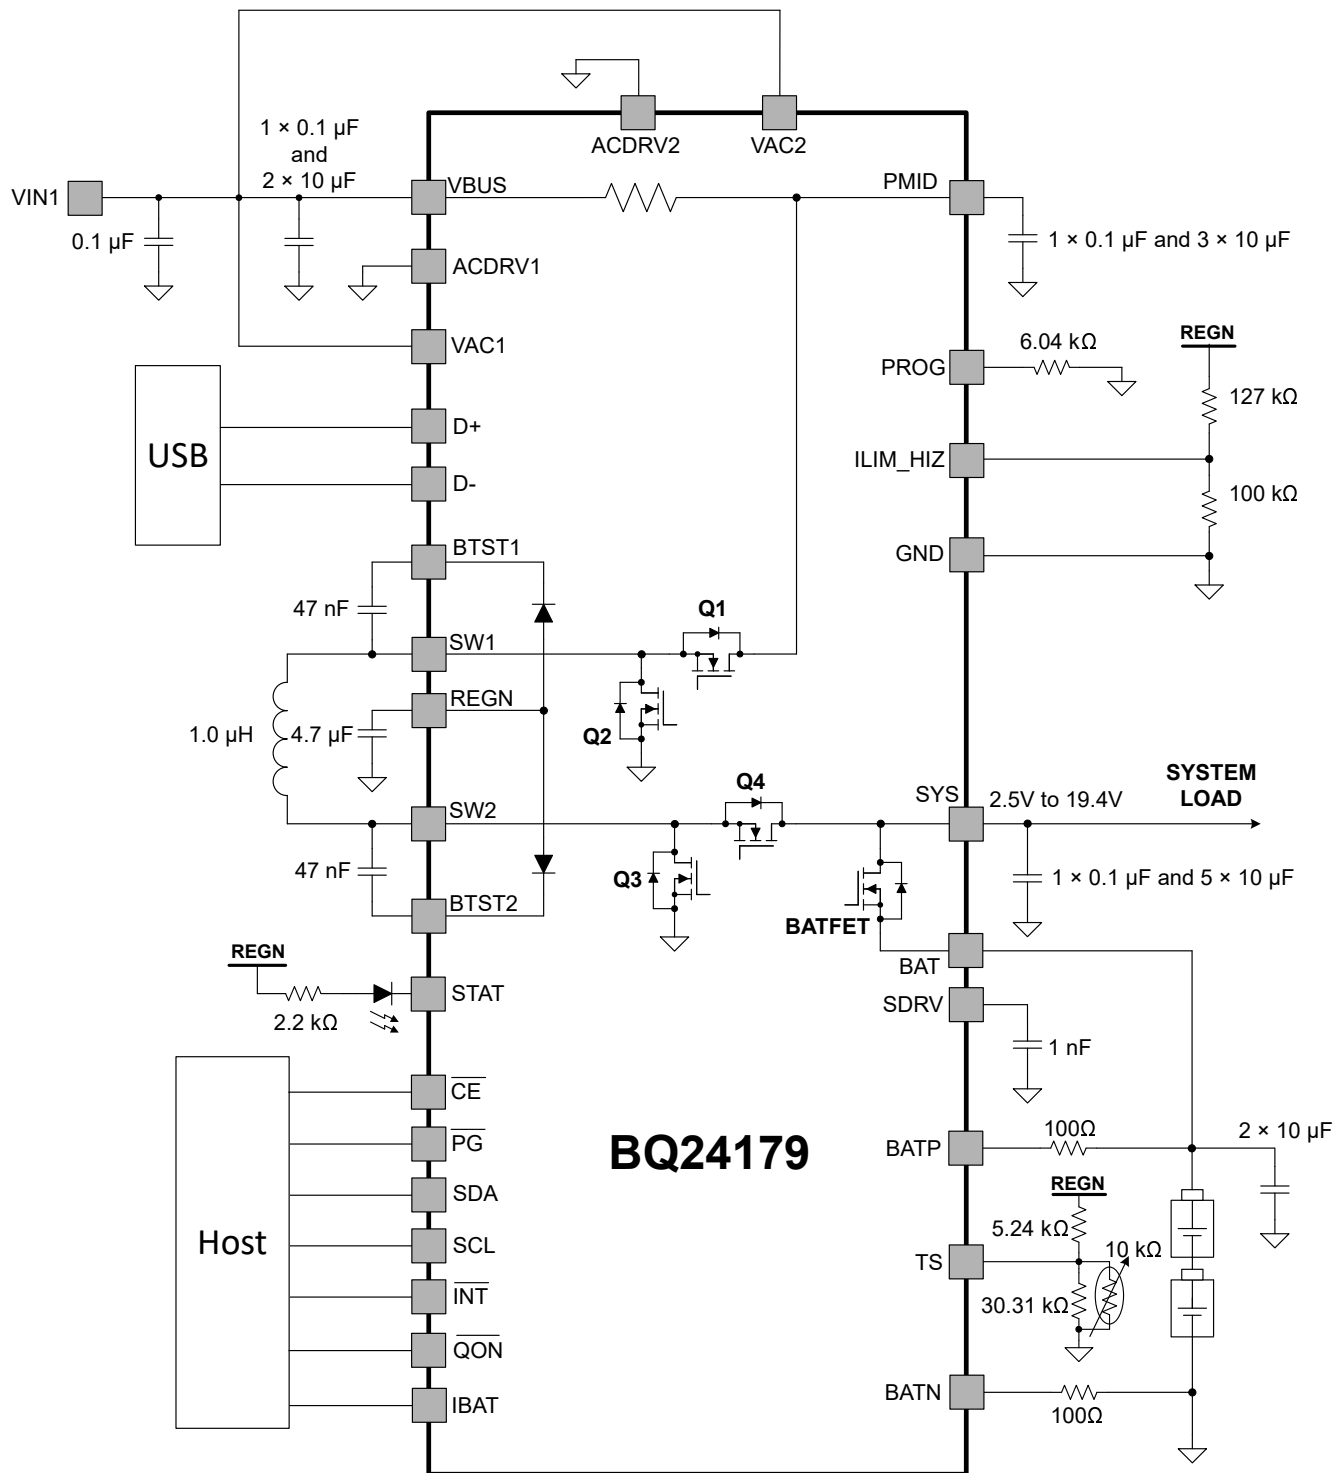 ACDRV2
VAC2
1 × 0.1 µF
and
2 × 10 µF
VIN1
0.1 µF
VBUS
PMID
1 × 0.1 µF and 3 × 10 µF
ACDRV1
VAC1
PROG
6.04 kΩ
REGN
127 kΩ
USB
D+
D-
ILIM_HIZ
100 kΩ
GND
BTST1
47 nF
SW1
Q1
REGN
1.0 µH
4.7 µF
Q2
SW2
Q4
SYS
2.5V to 19.4V
SYSTEM
LOAD
47 nF
Q3
BTST2
BATFET
1 × 0.1 µF and 5 × 10 µF
BAT
REGN
2.2 kΩ
STAT
SDRV
1 nF
Host
CE
PG
SDA
SCL
INT
QON
IBAT
BQ24179
BATP
100Ω
2 × 10 µF
REGN
5.24 kΩ
TS
10 kΩ
30.31 kΩ
BATN
100Ω